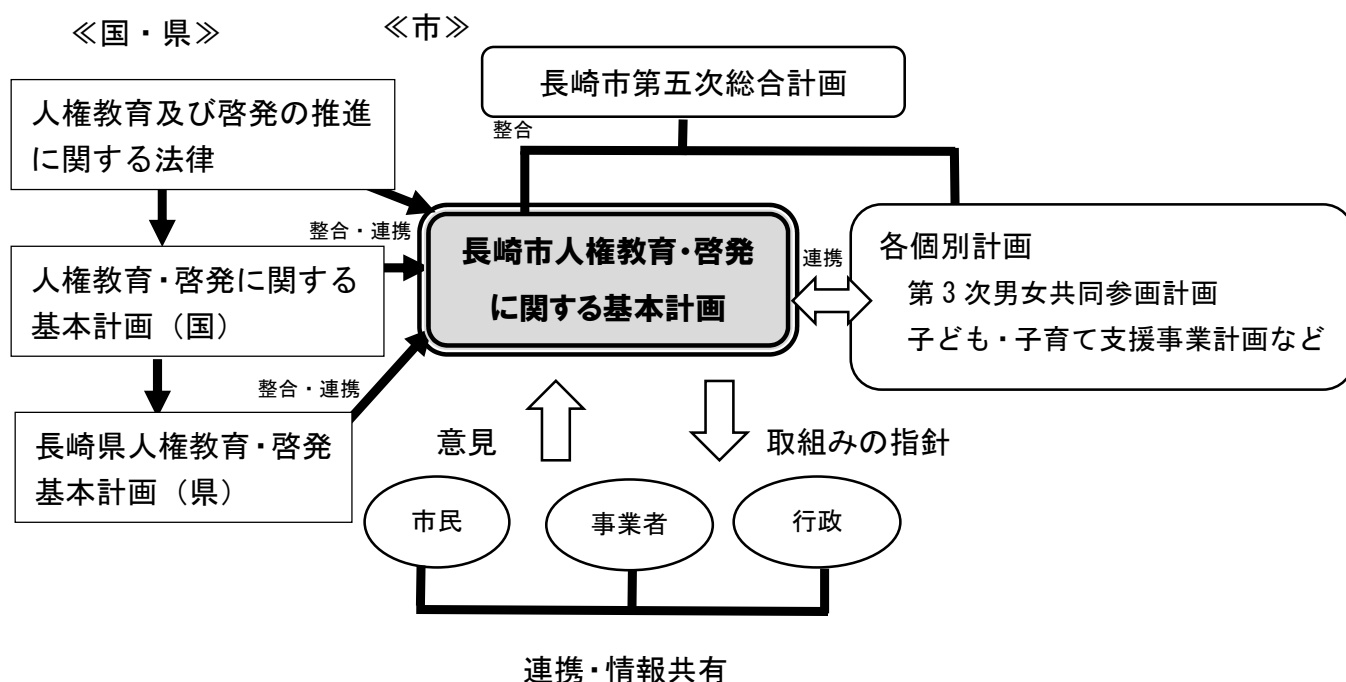 ≪国・県≫
≪市≫
長崎市第五次総合計画
人権教育及び啓発の推進
に関する法律
整合
整合・連携
長崎市人権教育・啓発
に関する基本計画
連携
各個別計画
第3次男女共同参画計画
子ども・子育て支援事業計画など
人権教育・啓発に関する
基本計画（国）
整合・連携
長崎県人権教育・啓発
基本計画（県）
意見
取組みの指針
市民
事業者
行政
連携・情報共有